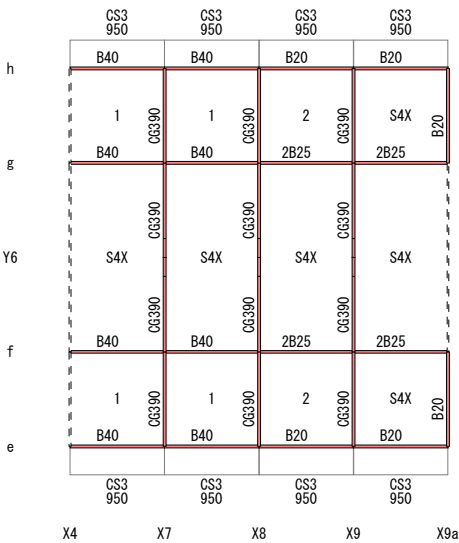 CS3 CS3 CS3 CS3
950 950 950 950
B40 B40 B20 B20
h
1 CG390 1 CG390 2 CG390 S4X B20
B40 B40 2B25 2B25
g
CG390 CG390 CG390
Y6 S4X S4X S4X S4X
CG390 CG390 CG390
B40 B40 2B25 2B25
f
1 CG390 1 CG390 2 CG390 S4X B20
B40 B40 B20 B20
e
CS3 CS3 CS3 CS3
950 950 950 950
X4 X7 X8 X9 X9a